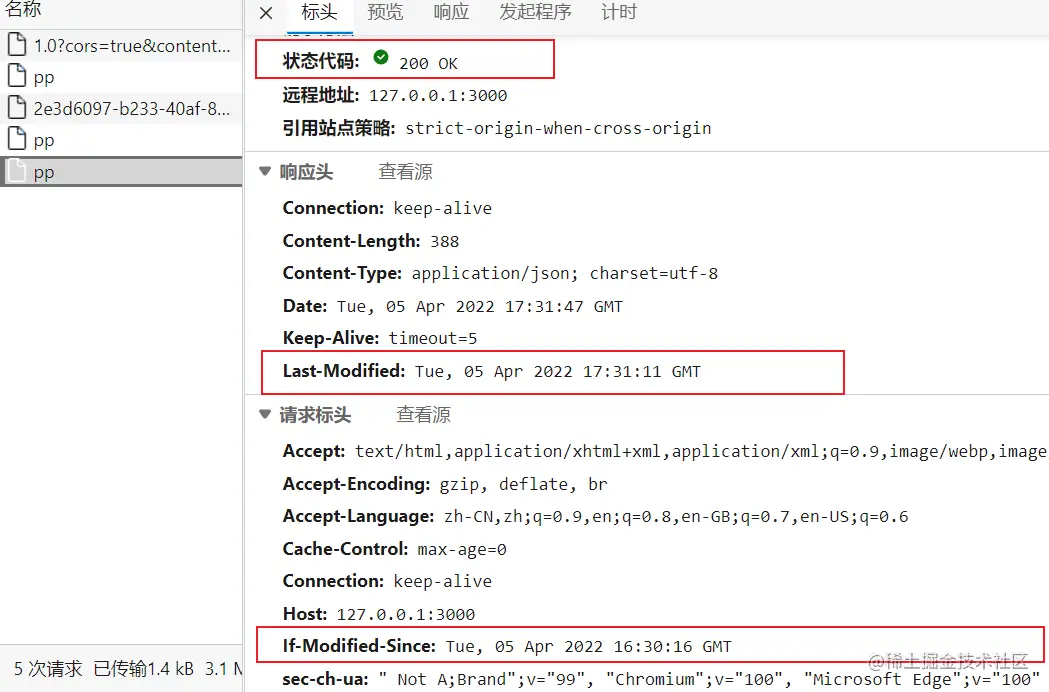 名称
1.0?cors=true&content...
pp
2e3d6097-b233-40af-8...
pp
pp
5 次请求 已传输1.4 kB 3.1 M
标头 预览 响应 发起程序 计时
状态代码: 200 OK
远程地址: 127.0.0.1:3000
引用站点策略: strict-origin-when-cross-origin
响应头 查看源
Connection: keep-alive
Content-Length: 388
Content-Type: application/json; charset=utf-8
Date: Tue, 05 Apr 2022 17:31:47 GMT
Keep-Alive: timeout=5
Last-Modified: Tue, 05 Apr 2022 17:31:11 GMT
请求标头 查看源
Accept: text/html,application/xhtml+xml,application/xml;q=0.9,image/webp,image
Accept-Encoding: gzip, deflate, br
Accept-Language: zh-CN,zh;q=0.9,en;q=0.8,en-GB;q=0.7,en-US;q=0.6
Cache-Control: max-age=0
Connection: keep-alive
Host: 127.0.0.1:3000
If-Modified-Since: Tue, 05 Apr 2022 16:30:16 GMT
sec-ch-ua: " Not A;Brand";v="99", "Chromium";v="100", "Microsoft Edge";v="100"
@稀土掘金技术社区